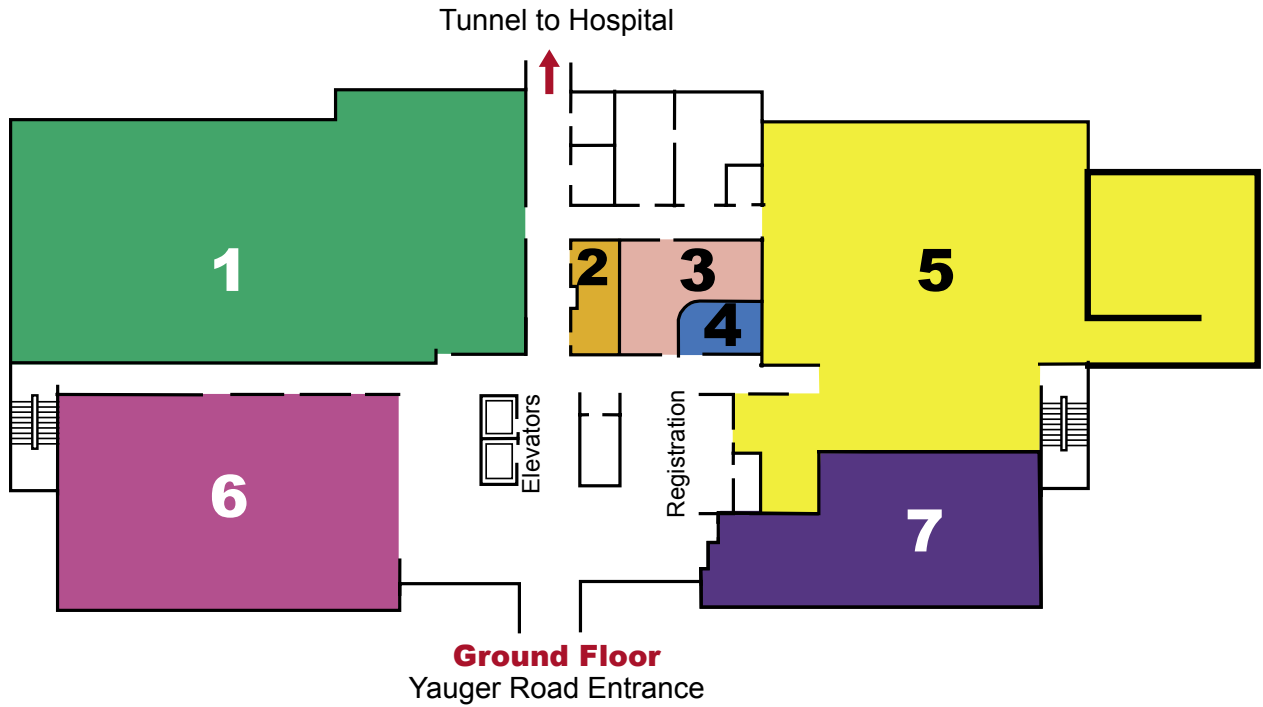 Tunnel to Hospital
1
2
3
4
5
Elevators
Registration
6
7
Ground Floor
Yauger Road Entrance